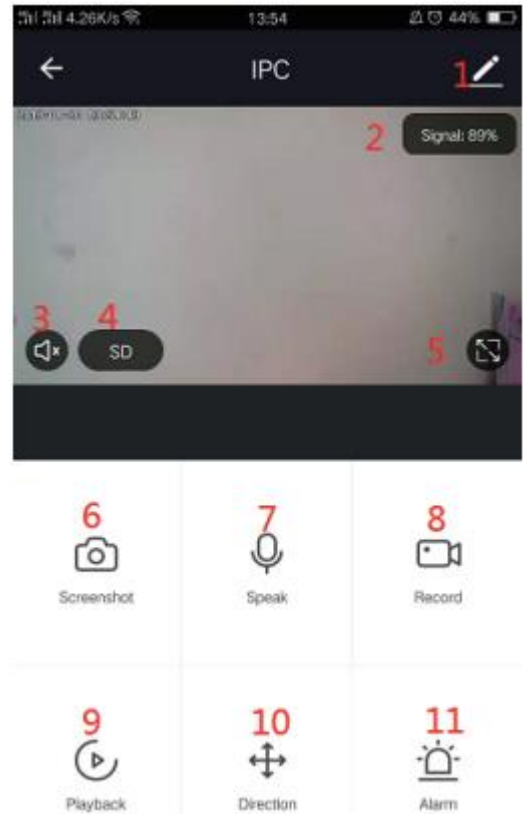 4.26K/s 13:54 44%
IPC 1
2 Signal: 89%
3 4
SD 5
6 7 8
Screenshot Speak Record
9 10 11
Playback Direction Alarm